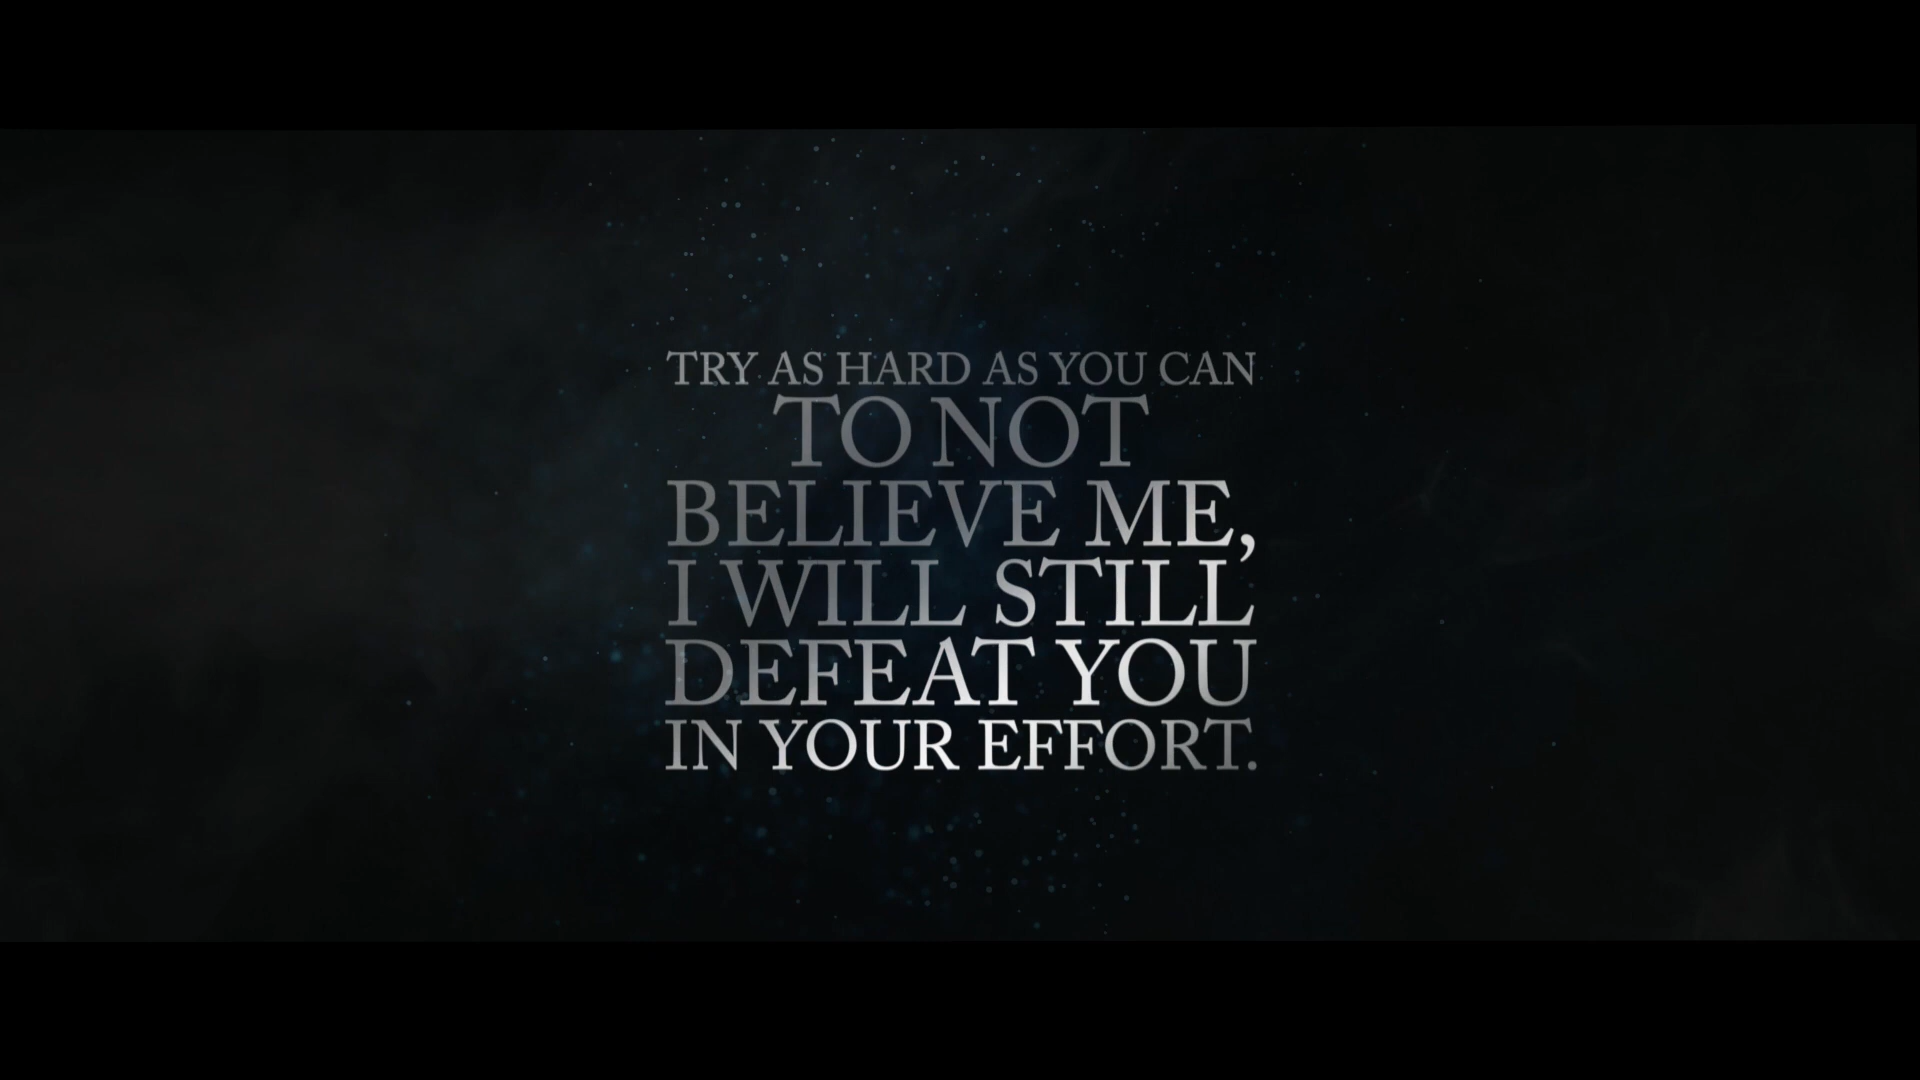 TRY AS HARD AS YOU CAN
TO NOT
BELIEVE ME,
I WILL STILL
DEFEAT YOU
IN YOUR EFFORT.